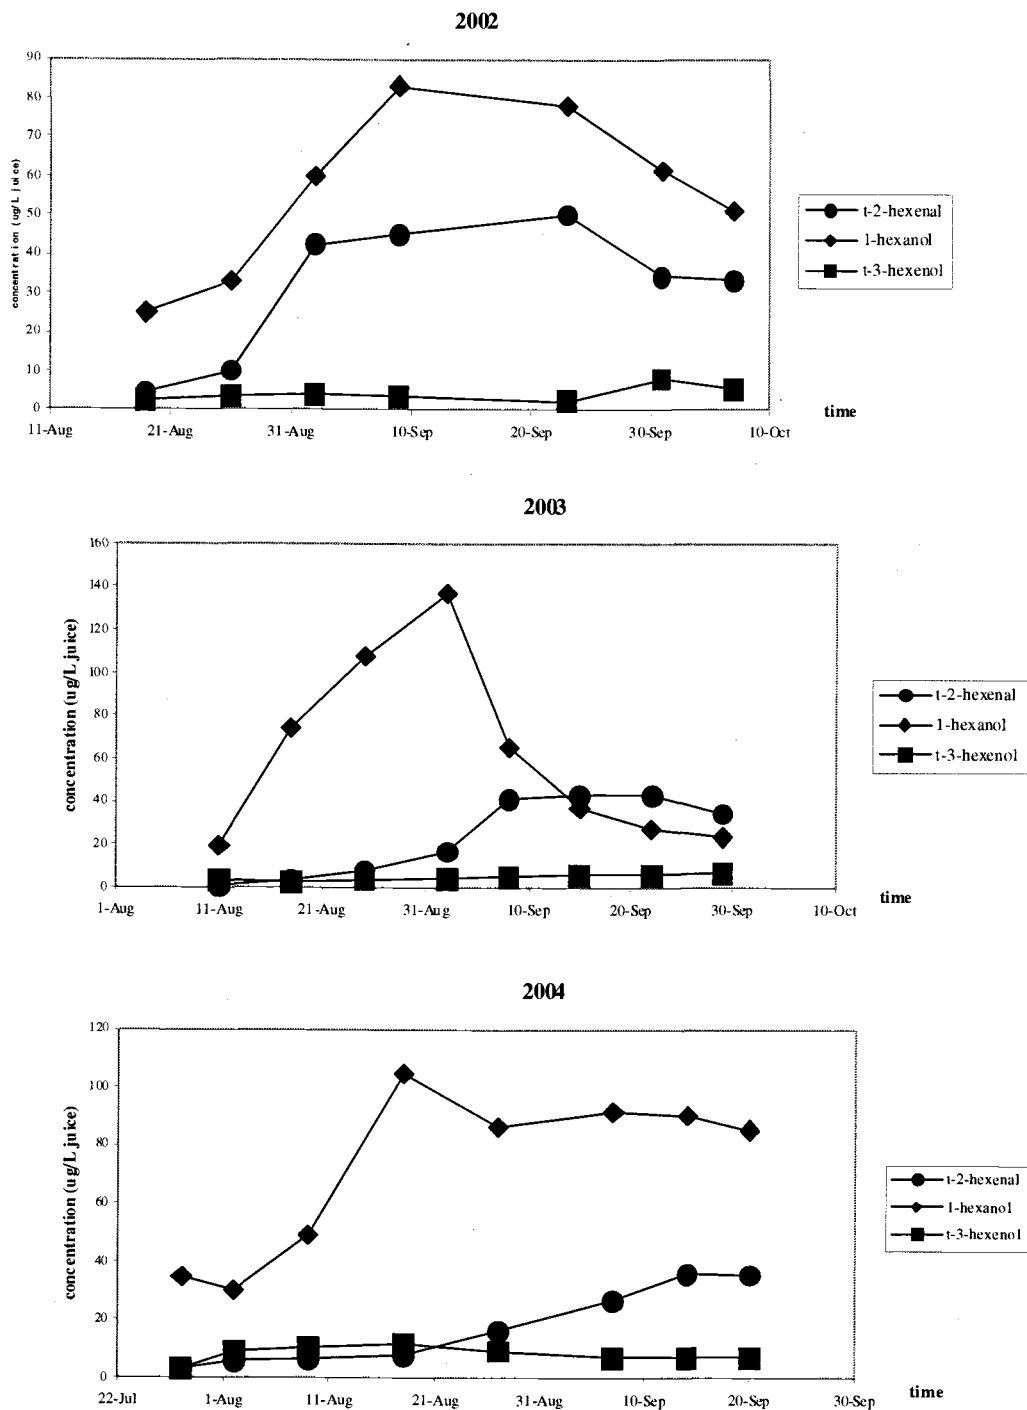 2002
concentration (ug/L juice)
90
80
70
60
50
40
30
20
10
0
11-Aug 21-Aug 31-Aug 10-Sep 20-Sep 30-Sep 10-Oct
time
t-2-hexenal
1-hexanol
t-3-hexenol
2003
concentration (ug/L juice)
160
140
120
100
80
60
40
20
0
1-Aug 11-Aug 21-Aug 31-Aug 10-Sep 20-Sep 30-Sep 10-Oct
time
t-2-hexenal
1-hexanol
t-3-hexenol
2004
concentration (ug/L juice)
120
100
80
60
40
20
0
22-Jul 1-Aug 11-Aug 21-Aug 31-Aug 10-Sep 20-Sep 30-Sep
time
t-2-hexenal
1-hexanol
t-3-hexenol